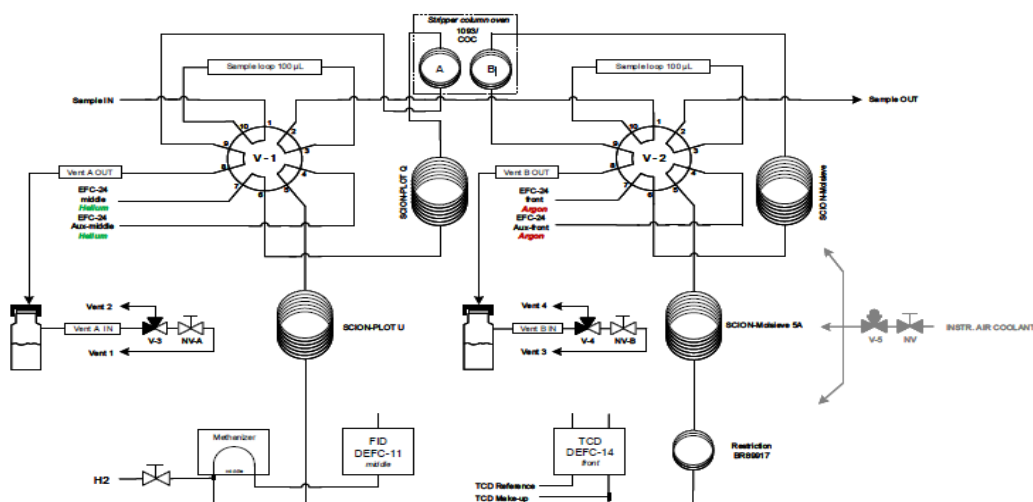 Stripper column oven
1093/
COC
A
B
Sample loop 100 µL
Sample loop 100 µL
Sample IN
Sample OUT
10
1
2
3
4
5
6
7
8
9
V-1
10
1
2
3
4
5
6
7
8
9
V-2
SCION-PLOT Q
SCION-Molsieve
Vent A OUT
Vent B OUT
EFC-24
middle
Helium
EFC-24
Aux-middle
Helium
EFC-24
front
Argon
EFC-24
Aux-front
Argon
Vent 2
Vent A IN
V-3
NV-A
Vent 1
SCION-PLOT U
Vent 4
Vent B IN
V-4
NV-B
Vent 3
SCION-Molsieve 5A
V-5
NV
INSTR. AIR COOLANT
Methanizer
H2
FID
DEFC-11
middle
TCD
DEFC-14
front
TCD Reference
TCD Make-up
Restriction
BR89917